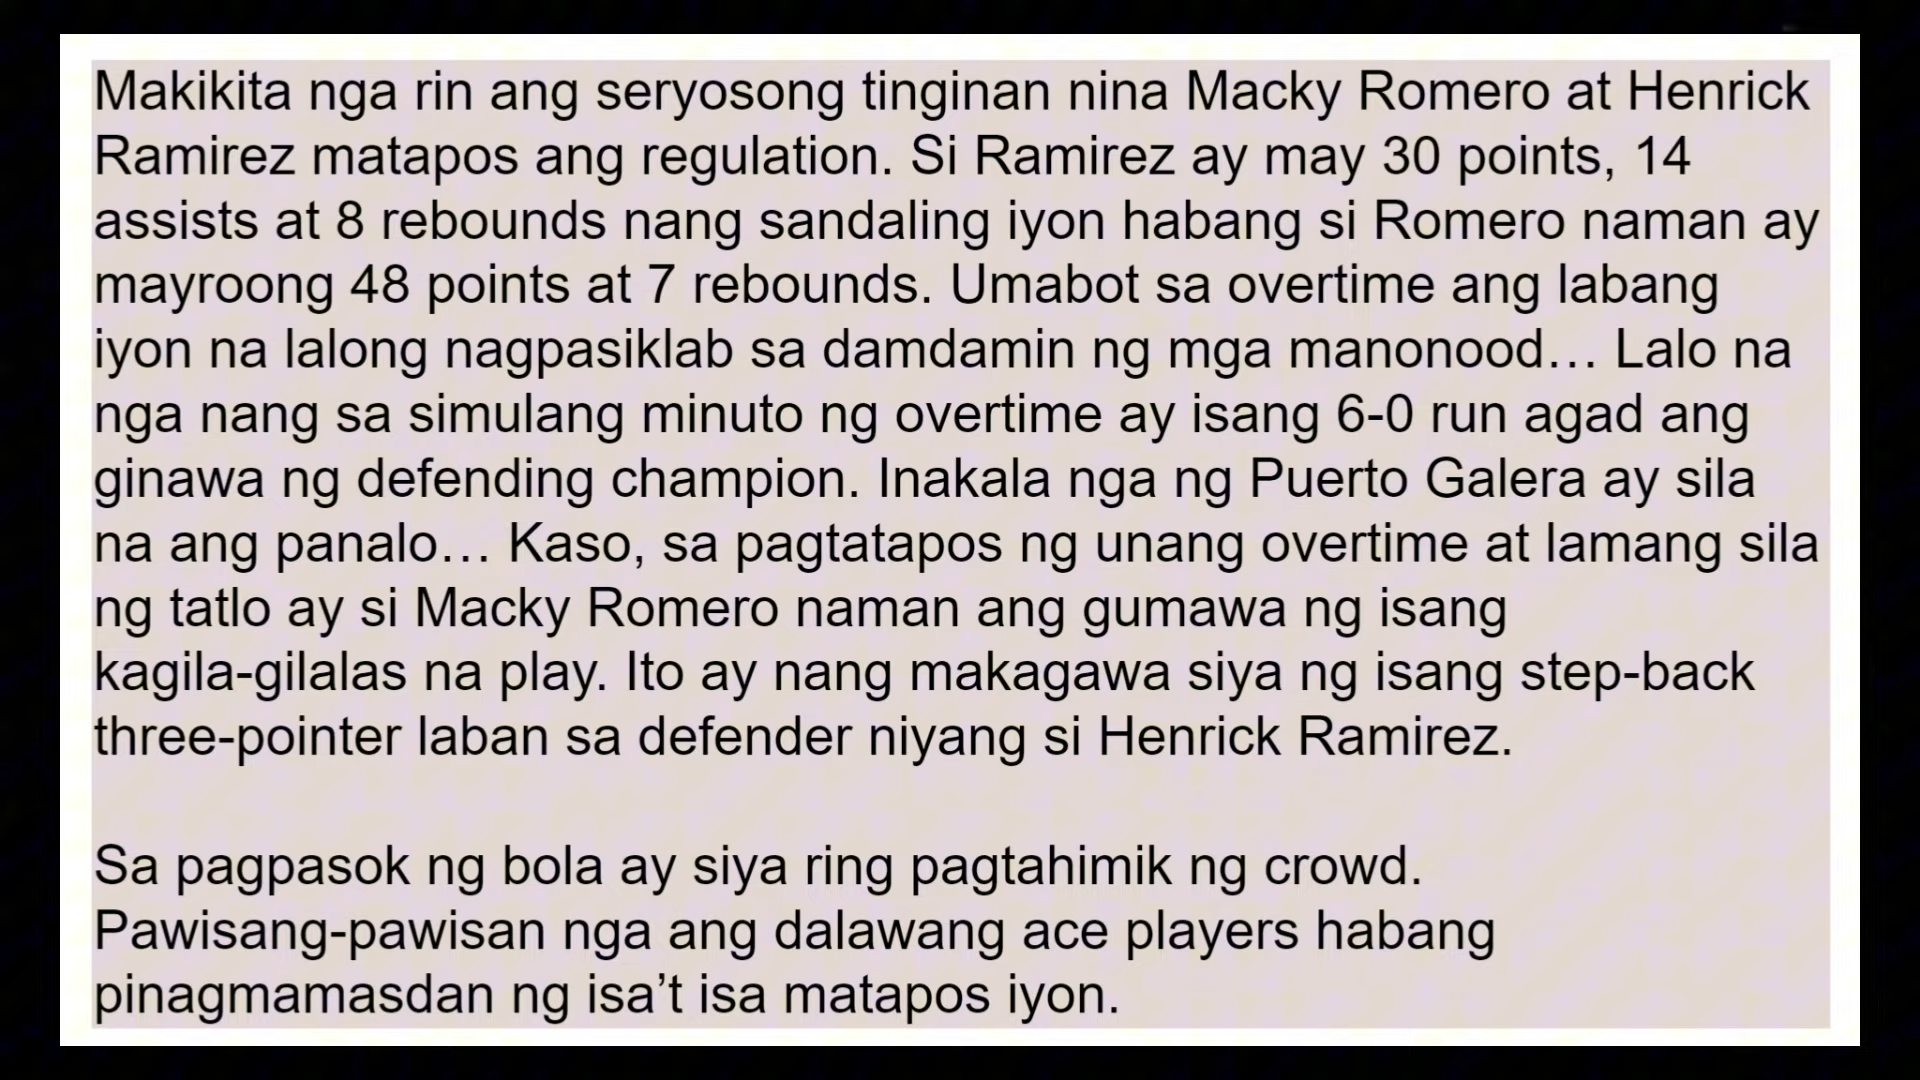 Makikita nga rin ang seryosong tinginan nina Macky Romero at Henrick
Ramirez matapos ang regulation. Si Ramirez ay may 30 points, 14
assists at 8 rebounds nang sandaling iyon habang si Romero naman ay
mayroong 48 points at 7 rebounds. Umabot sa overtime ang labang
iyon na lalong nagpasiklab sa damdamin ng mga manonood… Lalo na
nga nang sa simulang minuto ng overtime ay isang 6-0 run agad ang
ginawa ng defending champion. Inakala nga ng Puerto Galera ay sila
na ang panalo… Kaso, sa pagtatapos ng unang overtime at lamang sila
ng tatlo ay si Macky Romero naman ang gumawa ng isang
kagila-gilalas na play. Ito ay nang makagawa siya ng isang step-back
three-pointer laban sa defender niyang si Henrick Ramirez.
Sa pagpasok ng bola ay siya ring pagtahimik ng crowd.
Pawisang-pawisan nga ang dalawang ace players habang
pinagmamasdan ng isa’t isa matapos iyon.